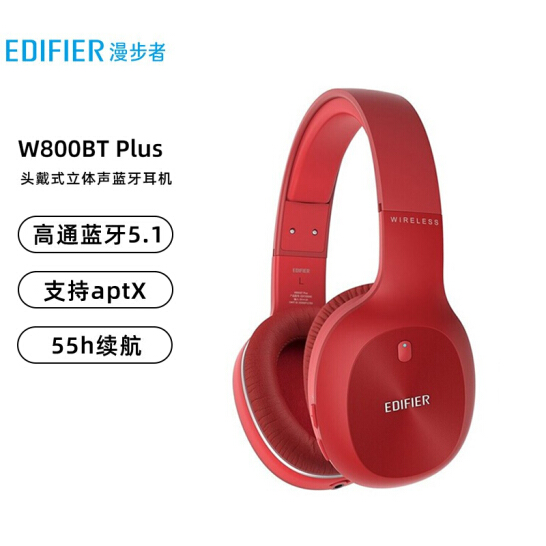 EDIFIER 漫步者
W800BT Plus
头戴式立体声蓝牙耳机
高通蓝牙5.1
支持aptX
55h续航
WIRELESS
EDIFIER
L
EDIFIER